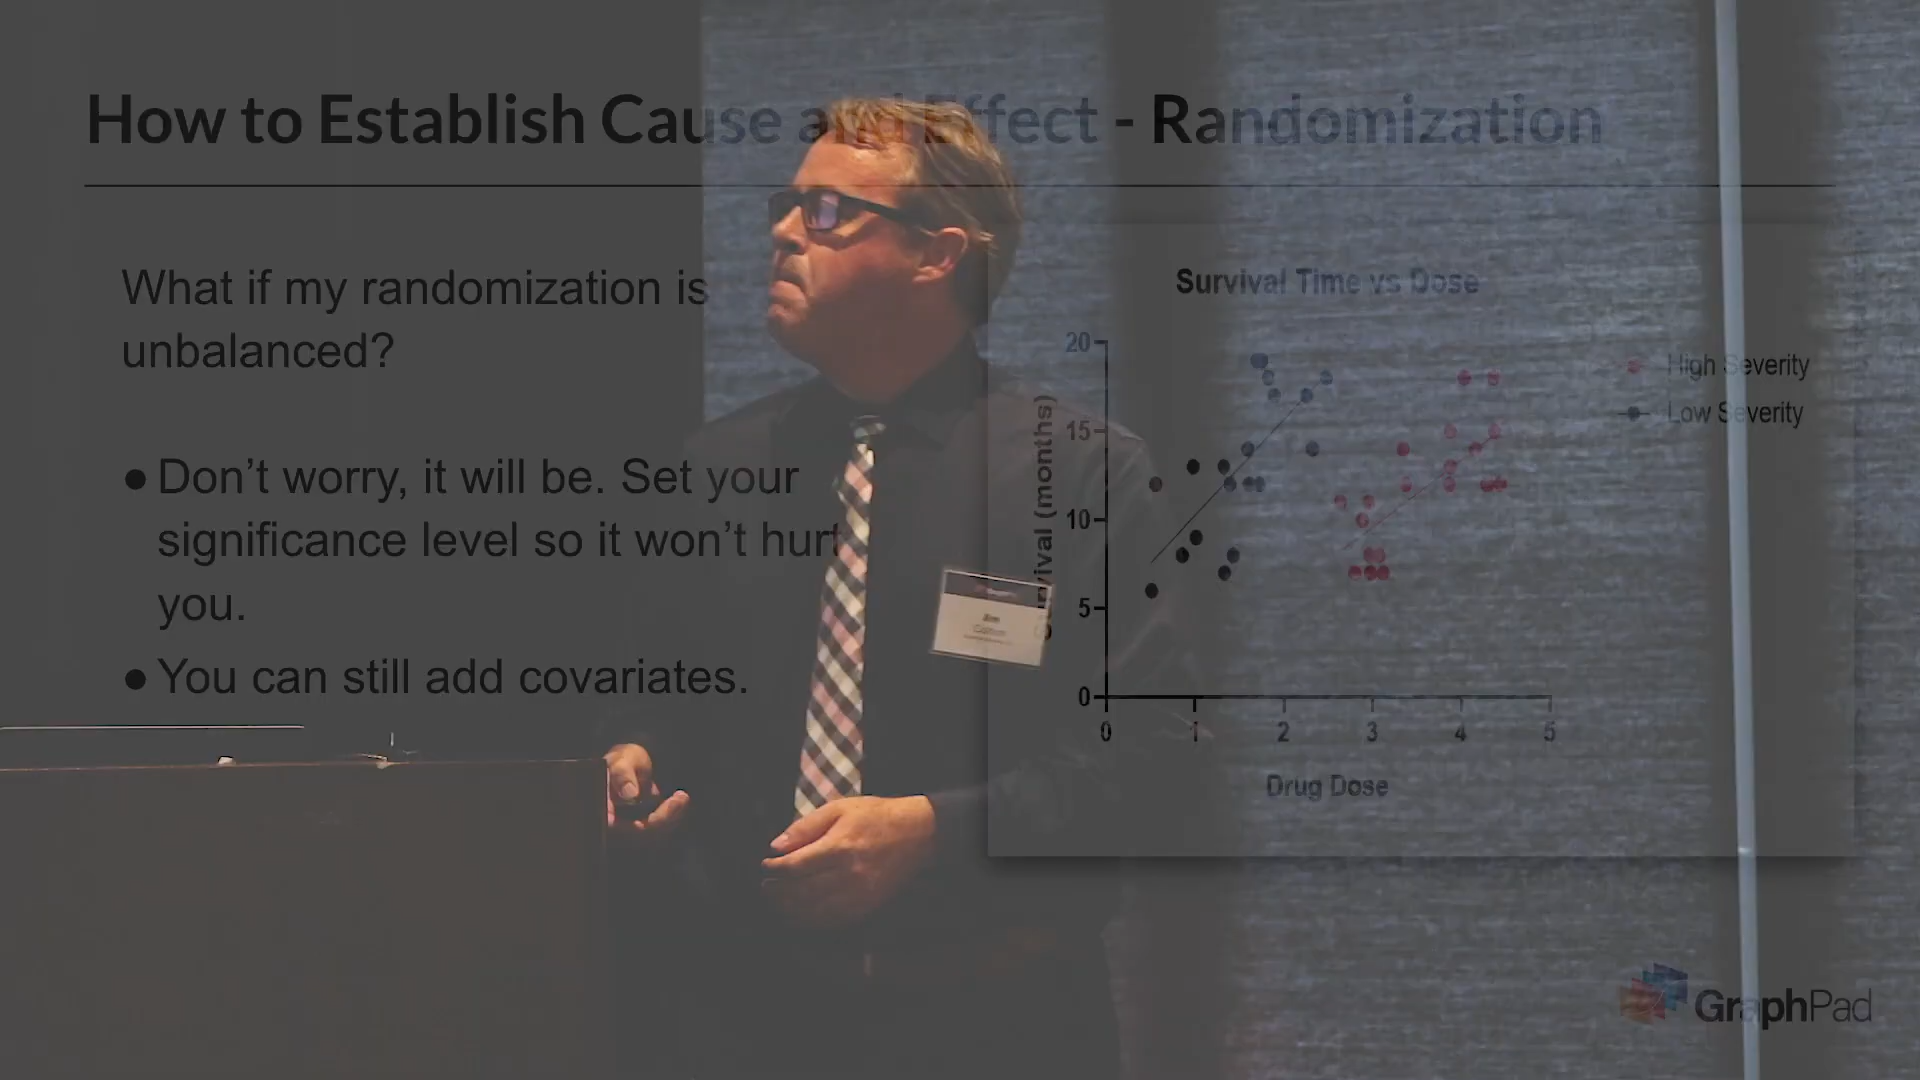 How to Establish Cause and Effect - Randomization
What if my randomization is
unbalanced?
● Don’t worry, it will be. Set your
significance level so it won’t hurt
you.
● You can still add covariates.
Survival Time vs Dose
Survival (months)
20
15
10
5
0
0 1 2 3 4 5
Drug Dose
High Severity
Low Severity
GraphPad